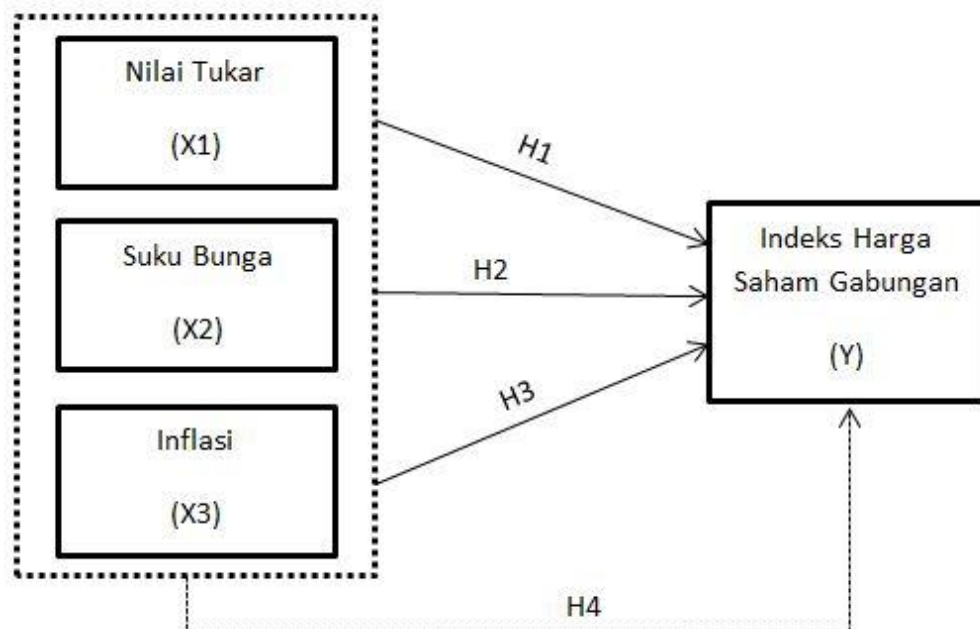 Nilai Tukar
(X1)
H1
Suku Bunga
(X2)
H2
Indeks Harga
Saham Gabungan
(Y)
Inflasi
(X3)
H3
H4